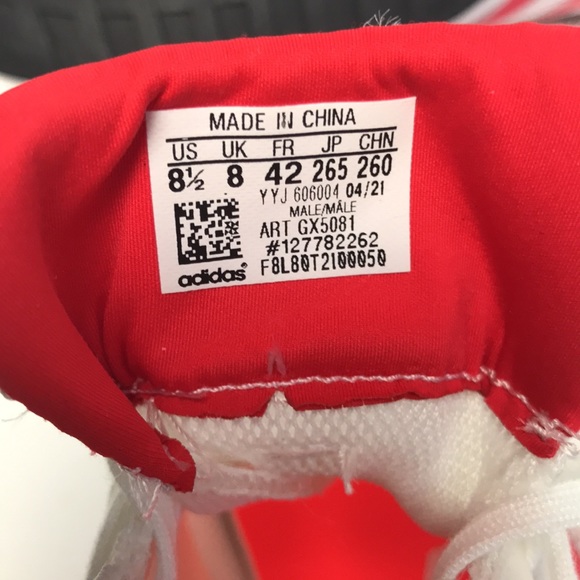 MADE IN CHINA
US UK FR JP CHN
8½ 8 42 265 260
YYJ 606004 04/21
MALE/MÂLE
ART GX5081
#127782262
adidas F8L80T2100050